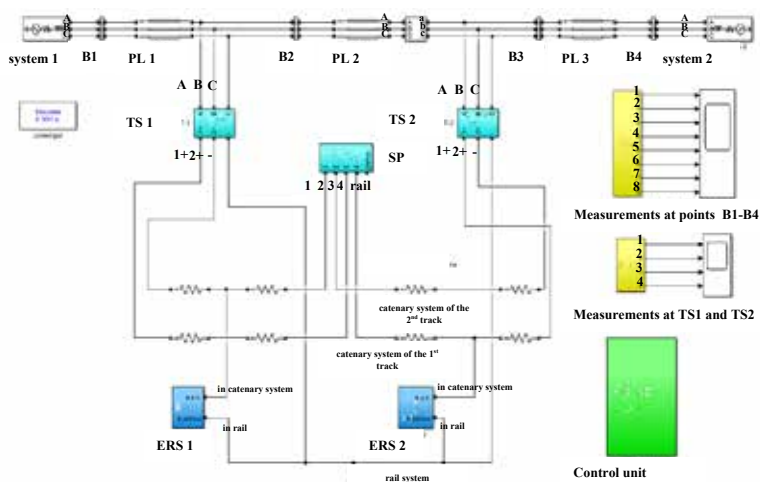 A
B
C
system 1
B1
PL 1
B2
PL 2
A
B
C
a
b
c
B3
PL 3
B4
A
B
C
system 2
A B C
TS 1
1+2+ -
A B C
TS 2
1+2+ -
SP
1 2 3 4 rail
1
2
3
4
5
6
7
8
Measurements at points B1-B4
1
2
3
4
Measurements at TS1 and TS2
catenary system of the
2nd track
catenary system of the 1st
track
in catenary system
in rail
ERS 1
in catenary system
in rail
ERS 2
rail system
Control unit